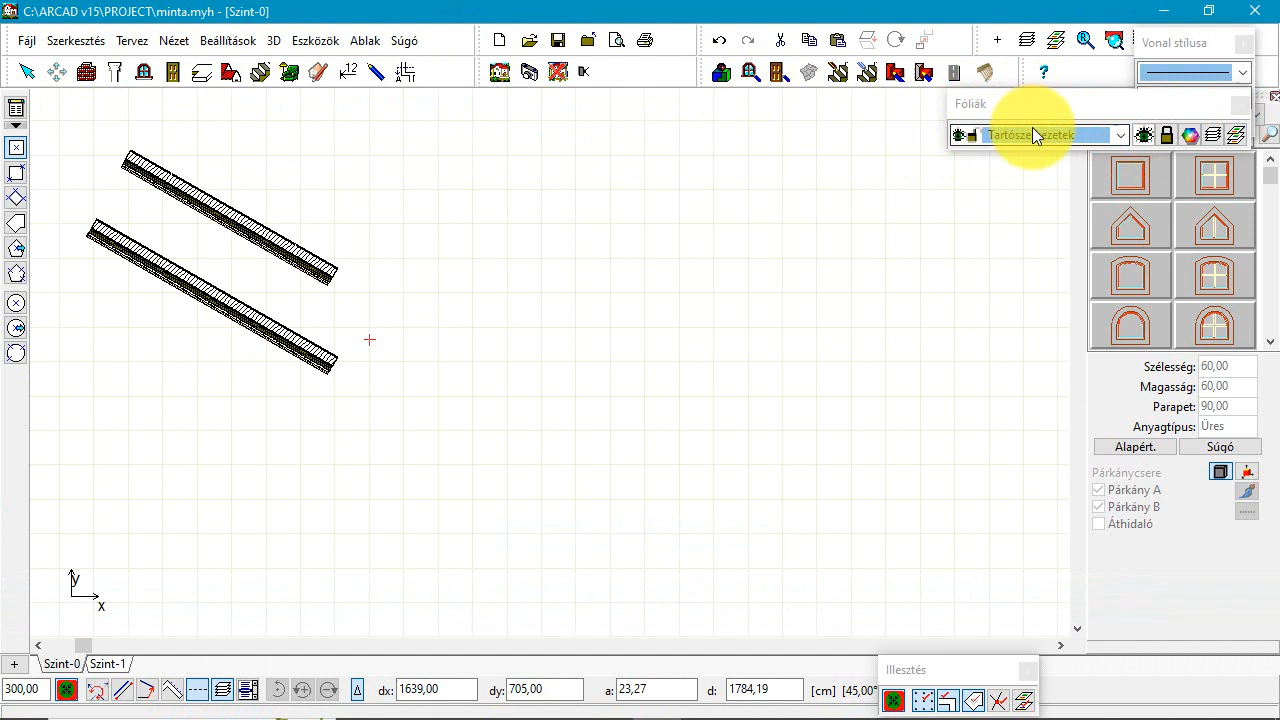 C:\ARCAD v15\PROJECT\minta.myh - [Szint-0]
Fájl Szerkesztés Tervez Nézet Beállítások 3D Eszközök Ablak Súgó
Vonal stílusa
Fóliák
y
x
Szélesség: 60,00
Magasság: 60,00
Parapet: 90,00
Anyagtípus: Üres
Alapért. Súgó
Párkánycsere
Párkány A
Párkány B
Áthidaló
Szint-0 Szint-1
Illesztés
300,00 dx: 1639,00 dy: 705,00 a: 23,27 d: 1784,19 [cm] [45,00°